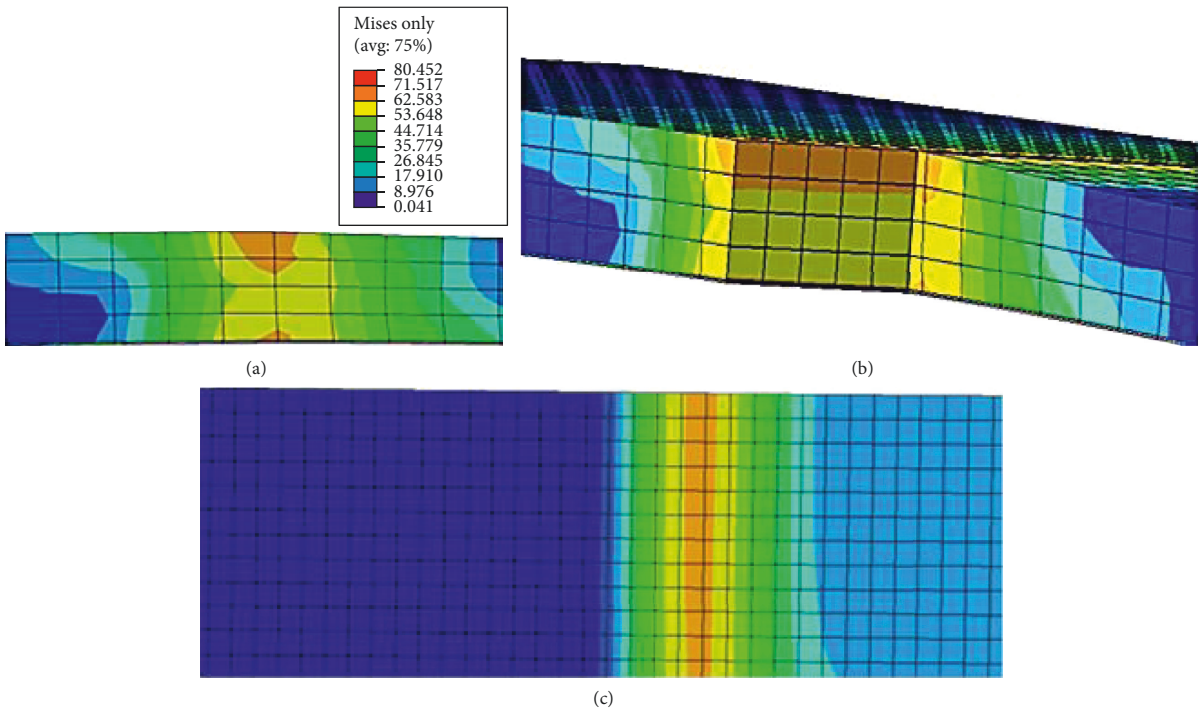 Mises only
(avg: 75%)
80.452
71.517
62.583
53.648
44.714
35.779
26.845
17.910
8.976
0.041
(a)
(b)
(c)